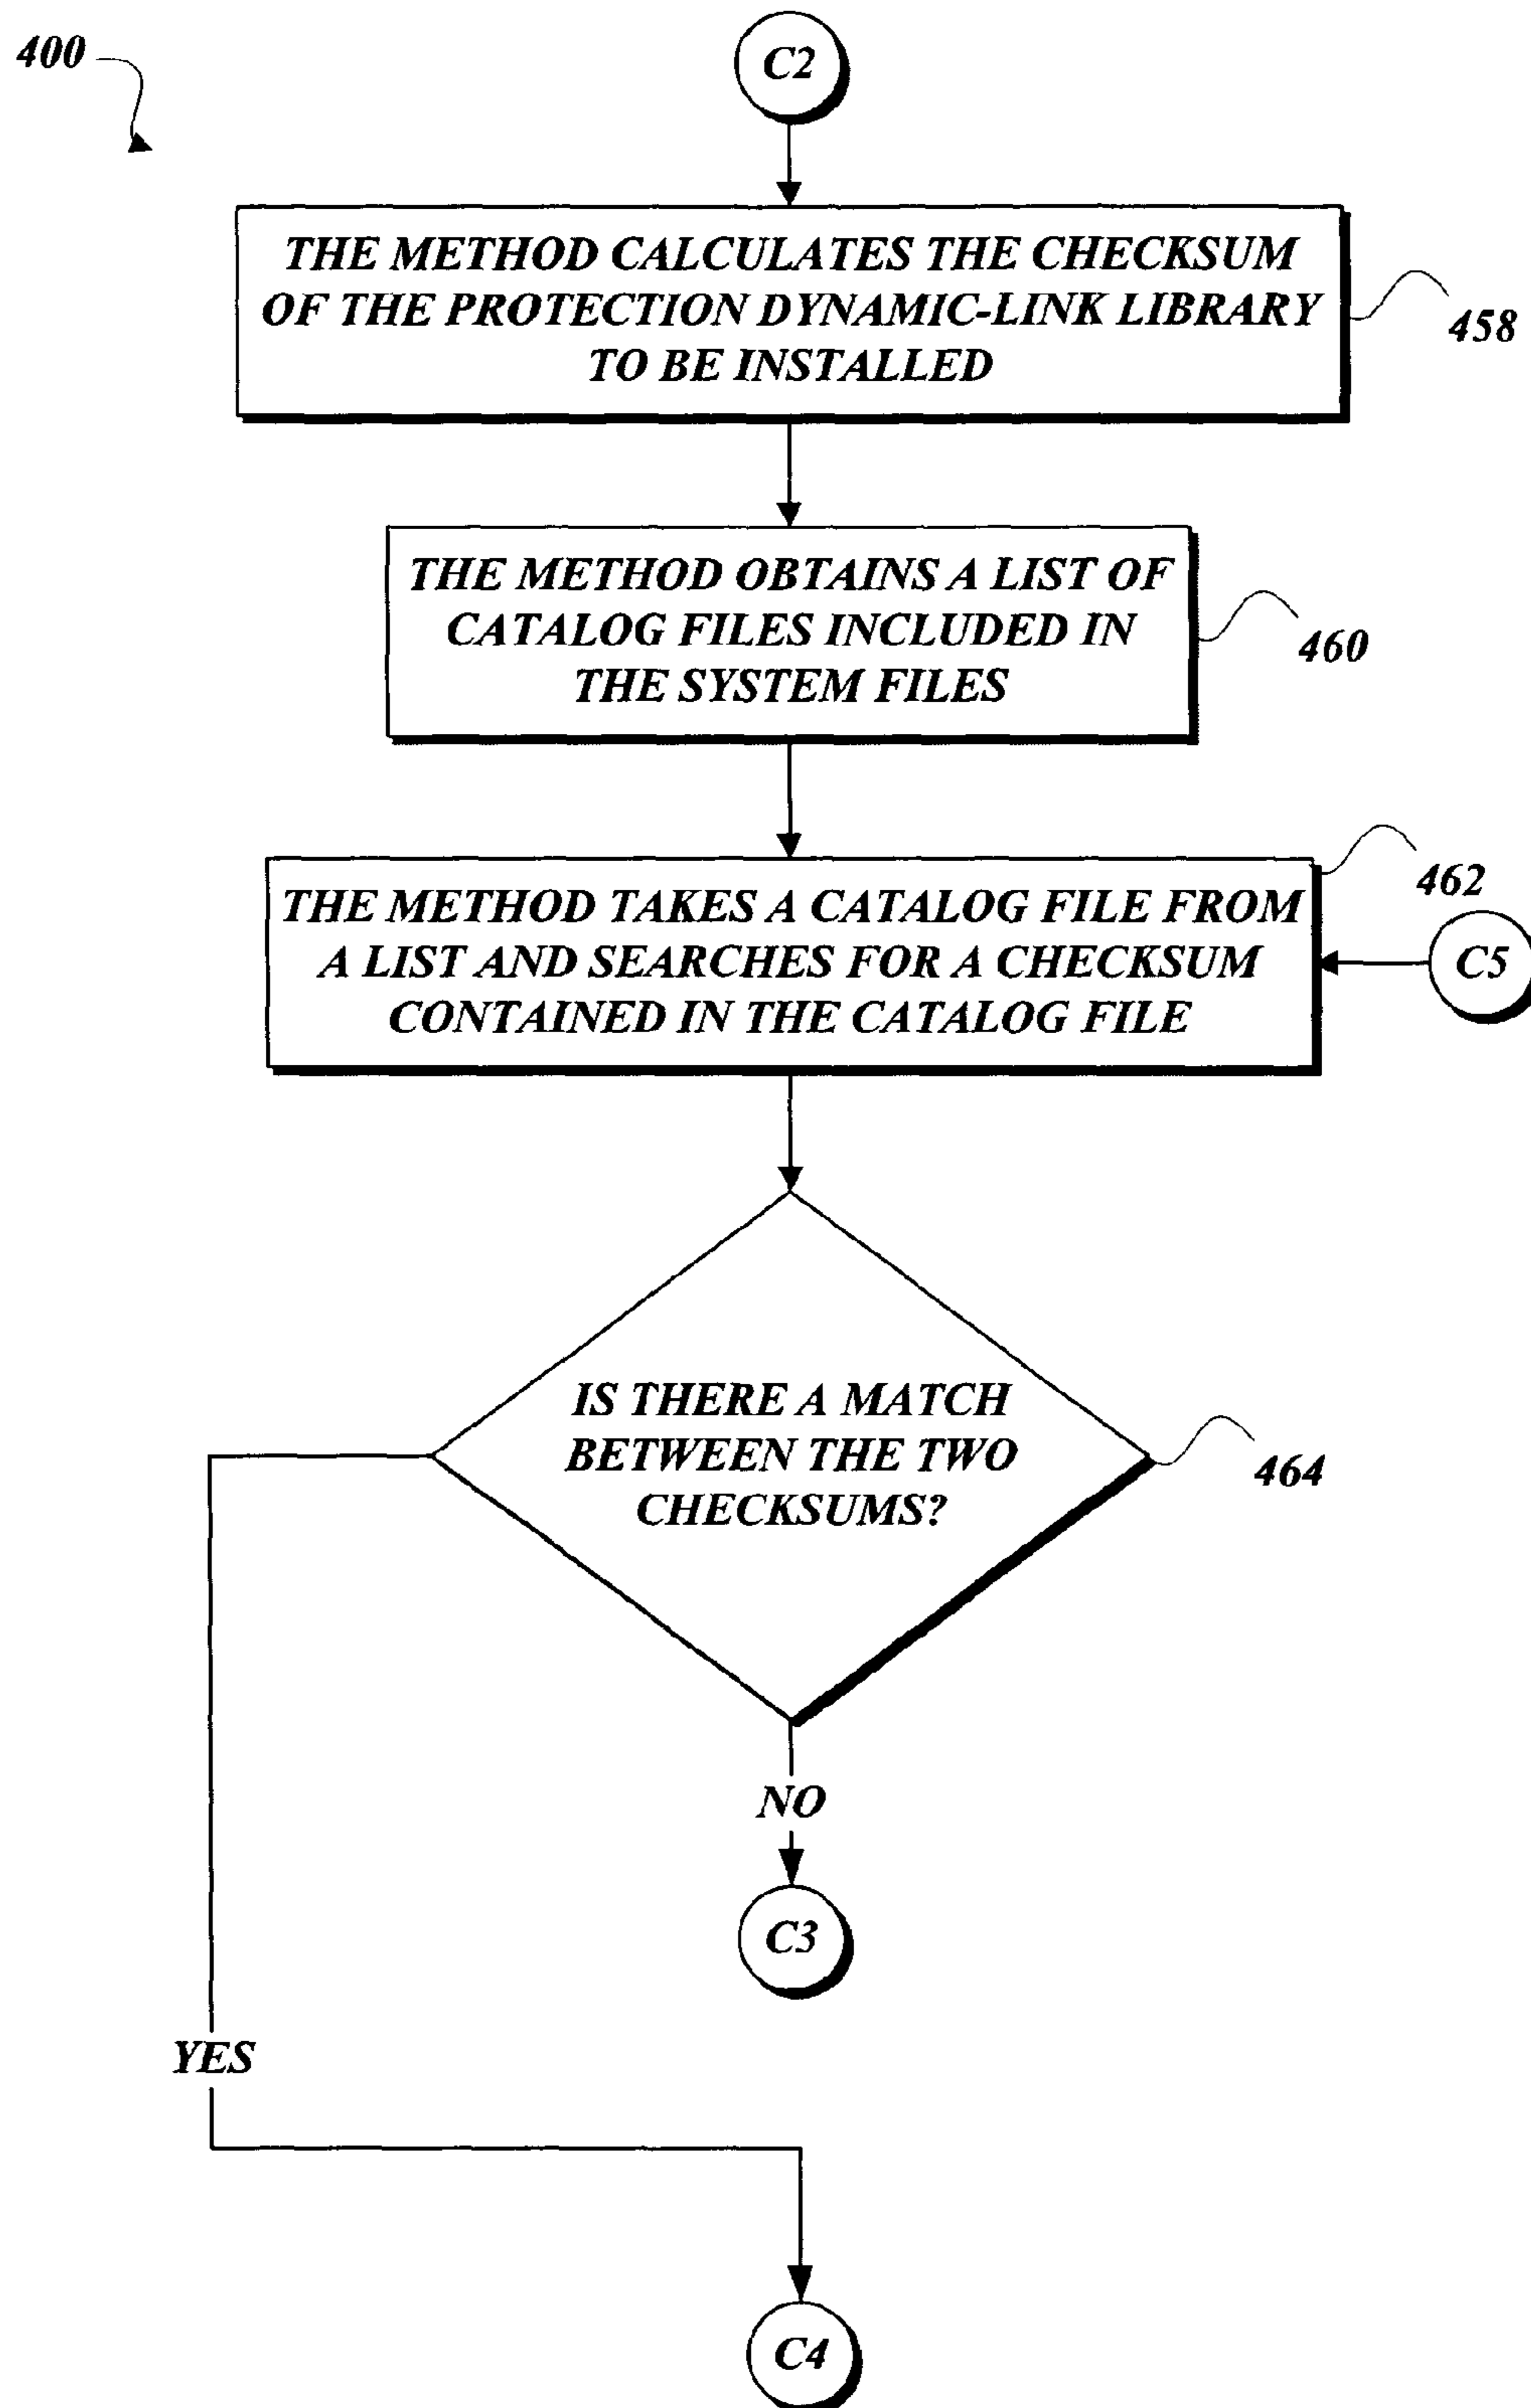 400
C2
THE METHOD CALCULATES THE CHECKSUM
OF THE PROTECTION DYNAMIC-LINK LIBRARY
TO BE INSTALLED
458
THE METHOD OBTAINS A LIST OF
CATALOG FILES INCLUDED IN
THE SYSTEM FILES
460
THE METHOD TAKES A CATALOG FILE FROM
A LIST AND SEARCHES FOR A CHECKSUM
CONTAINED IN THE CATALOG FILE
462
C5
IS THERE A MATCH
BETWEEN THE TWO
CHECKSUMS?
464
NO
C3
YES
C4